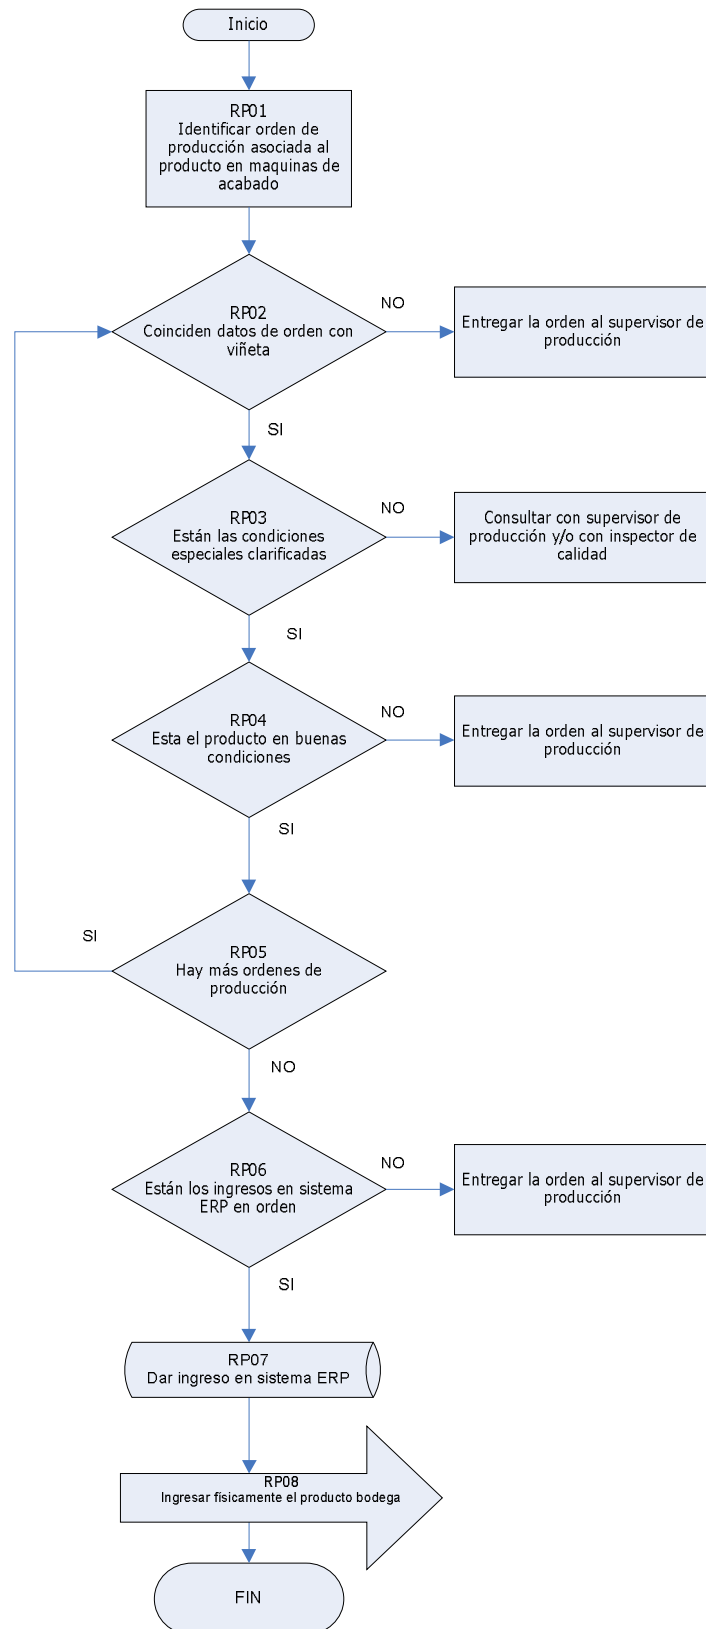 Inicio
RP01
Identificar orden de
producción asociada al
producto en maquinas de
acabado
RP02
Coinciden datos de orden con
viñeta
NO
Entregar la orden al supervisor de
producción
SI
RP03
Están las condiciones
especiales clarificadas
NO
Consultar con supervisor de
producción y/o con inspector de
calidad
SI
RP04
Esta el producto en buenas
condiciones
NO
Entregar la orden al supervisor de
producción
SI
RP05
Hay más ordenes de
producción
SI
NO
RP06
Están los ingresos en sistema
ERP en orden
NO
Entregar la orden al supervisor de
producción
SI
RP07
Dar ingreso en sistema ERP
RP08
Ingresar físicamente el producto bodega
FIN